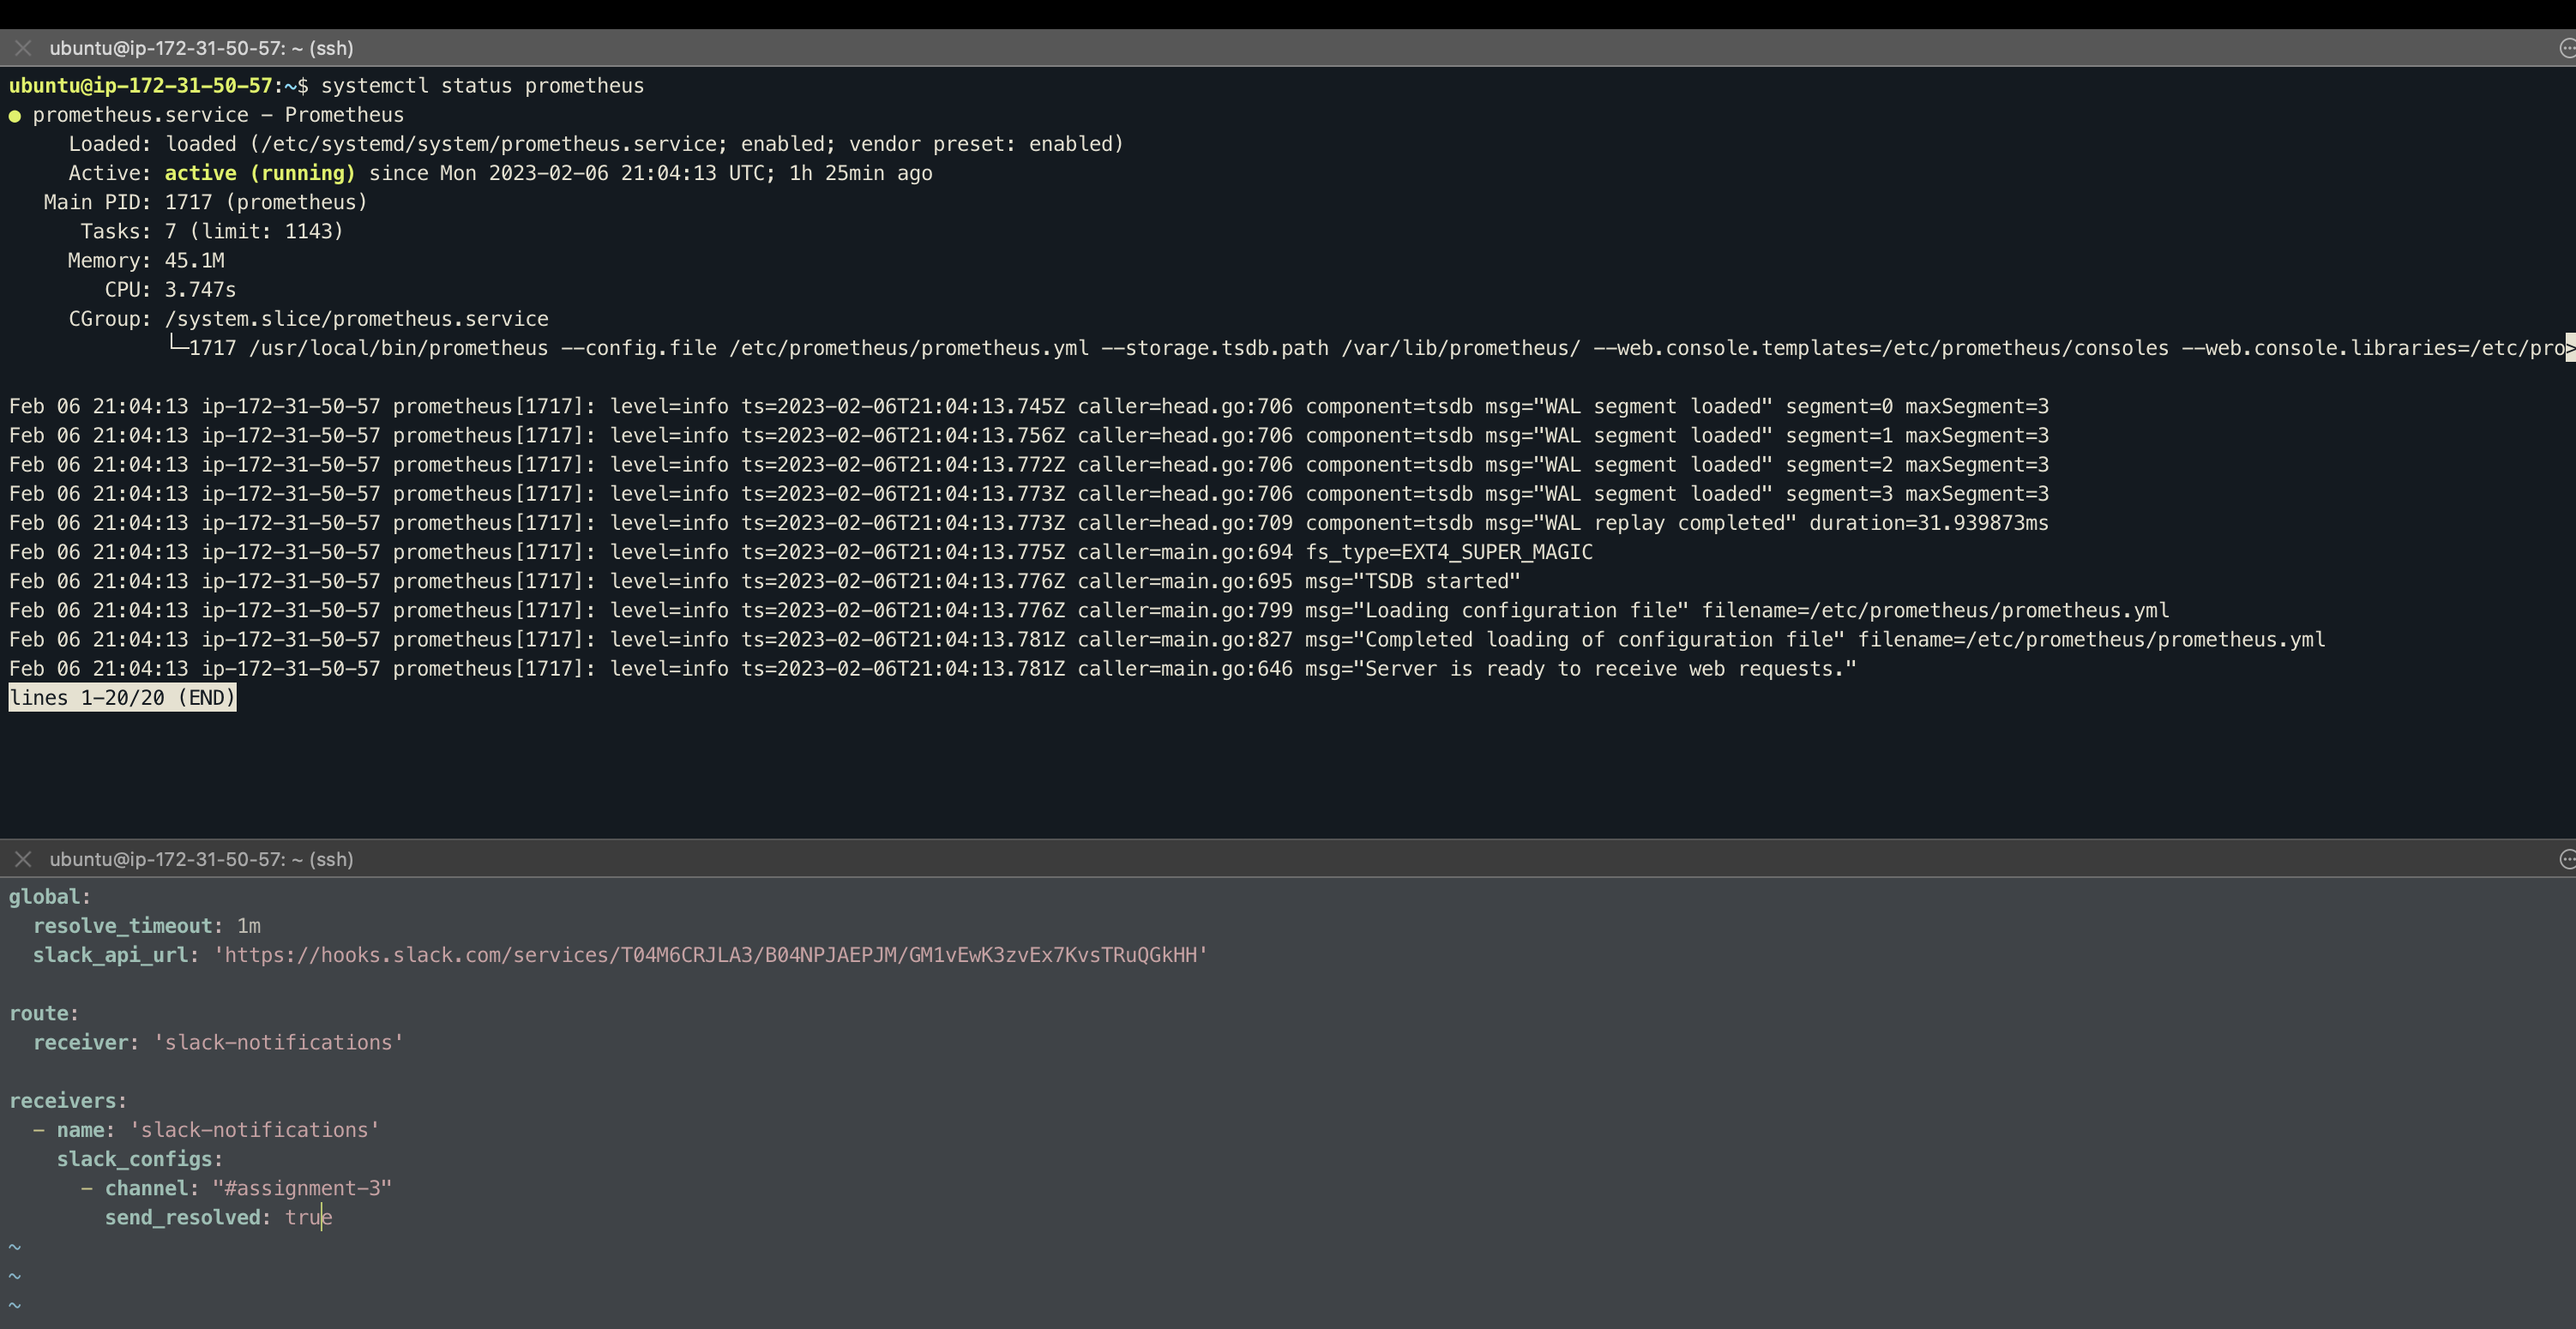 ubuntu@ip-172-31-50-57: ~ (ssh)
ubuntu@ip-172-31-50-57:~$ systemctl status prometheus
● prometheus.service - Prometheus
     Loaded: loaded (/etc/systemd/system/prometheus.service; enabled; vendor preset: enabled)
     Active: active (running) since Mon 2023-02-06 21:04:13 UTC; 1h 25min ago
   Main PID: 1717 (prometheus)
      Tasks: 7 (limit: 1143)
     Memory: 45.1M
        CPU: 3.747s
     CGroup: /system.slice/prometheus.service
             └─1717 /usr/local/bin/prometheus --config.file /etc/prometheus/prometheus.yml --storage.tsdb.path /var/lib/prometheus/ --web.console.templates=/etc/prometheus/consoles --web.console.libraries=/etc/pro>
Feb 06 21:04:13 ip-172-31-50-57 prometheus[1717]: level=info ts=2023-02-06T21:04:13.745Z caller=head.go:706 component=tsdb msg="WAL segment loaded" segment=0 maxSegment=3
Feb 06 21:04:13 ip-172-31-50-57 prometheus[1717]: level=info ts=2023-02-06T21:04:13.756Z caller=head.go:706 component=tsdb msg="WAL segment loaded" segment=1 maxSegment=3
Feb 06 21:04:13 ip-172-31-50-57 prometheus[1717]: level=info ts=2023-02-06T21:04:13.772Z caller=head.go:706 component=tsdb msg="WAL segment loaded" segment=2 maxSegment=3
Feb 06 21:04:13 ip-172-31-50-57 prometheus[1717]: level=info ts=2023-02-06T21:04:13.773Z caller=head.go:706 component=tsdb msg="WAL segment loaded" segment=3 maxSegment=3
Feb 06 21:04:13 ip-172-31-50-57 prometheus[1717]: level=info ts=2023-02-06T21:04:13.773Z caller=head.go:709 component=tsdb msg="WAL replay completed" duration=31.939873ms
Feb 06 21:04:13 ip-172-31-50-57 prometheus[1717]: level=info ts=2023-02-06T21:04:13.775Z caller=main.go:694 fs_type=EXT4_SUPER_MAGIC
Feb 06 21:04:13 ip-172-31-50-57 prometheus[1717]: level=info ts=2023-02-06T21:04:13.776Z caller=main.go:695 msg="TSDB started"
Feb 06 21:04:13 ip-172-31-50-57 prometheus[1717]: level=info ts=2023-02-06T21:04:13.776Z caller=main.go:799 msg="Loading configuration file" filename=/etc/prometheus/prometheus.yml
Feb 06 21:04:13 ip-172-31-50-57 prometheus[1717]: level=info ts=2023-02-06T21:04:13.781Z caller=main.go:827 msg="Completed loading of configuration file" filename=/etc/prometheus/prometheus.yml
Feb 06 21:04:13 ip-172-31-50-57 prometheus[1717]: level=info ts=2023-02-06T21:04:13.781Z caller=main.go:646 msg="Server is ready to receive web requests."
lines 1-20/20 (END)
ubuntu@ip-172-31-50-57: ~ (ssh)
global:
  resolve_timeout: 1m
  slack_api_url: 'https://hooks.slack.com/services/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'
route:
  receiver: 'slack-notifications'
receivers:
  - name: 'slack-notifications'
    slack_configs:
      - channel: "#assignment-3"
        send_resolved: true
~
~
~